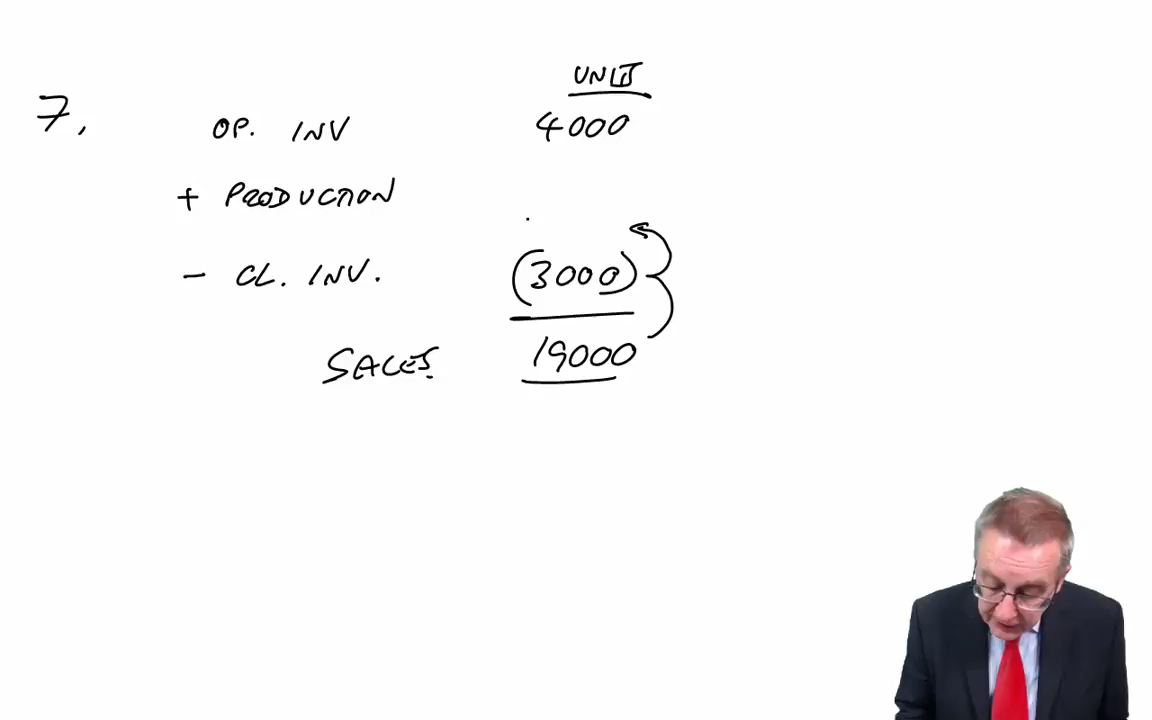 UNIT
7, OP. INV 4000
+ PRODUCTION
- CL. INV. (3000)
SALES. 19000